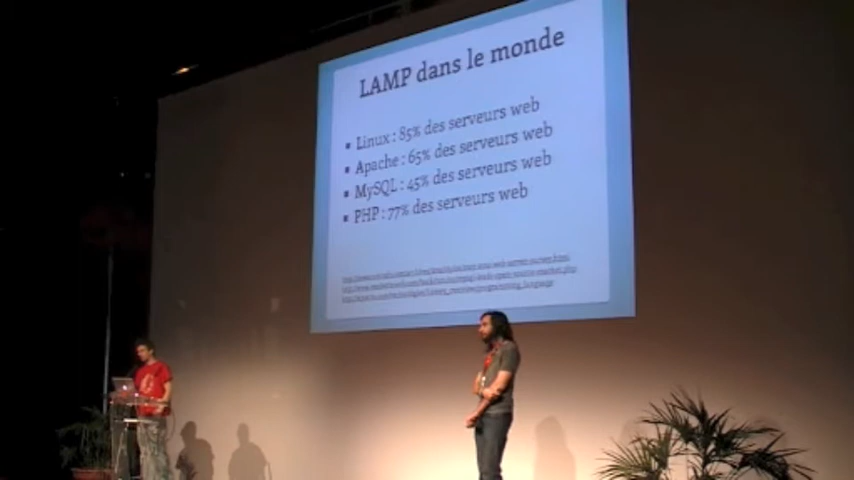 LAMP dans le monde
Linux : 85% des serveurs web
Apache : 65% des serveurs web
MySQL : 45% des serveurs web
PHP : 77% des serveurs web